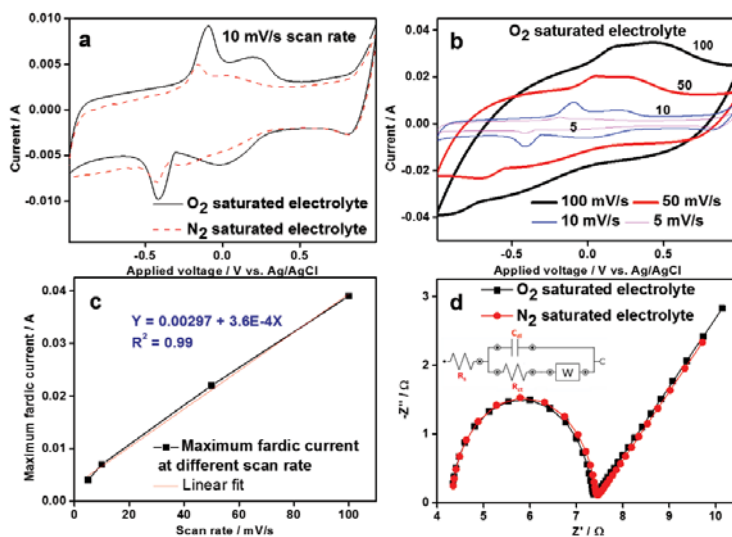 a
10 mV/s scan rate
0.010
0.005
0.000
-0.005
-0.010
Current / A
O2 saturated electrolyte
N2 saturated electrolyte
-0.5
0.0
0.5
Applied voltage / V vs. Ag/AgCl
b
O2 saturated electrolyte
100
50
10
5
0.04
0.02
0.00
-0.02
-0.04
Current / A
100 mV/s
50 mV/s
10 mV/s
5 mV/s
-0.5
0.0
0.5
Applied voltage / V vs. Ag/AgCl
c
Y = 0.00297 + 3.6E-4X
R2 = 0.99
0.04
0.03
0.02
0.01
0.00
Maximum fardic current / A
Maximum fardic current
at different scan rate
Linear fit
0
20
40
60
80
100
Scan rate / mV/s
d
O2 saturated electrolyte
N2 saturated electrolyte
W
-3
-2
-1
0
-Z'' / Ω
4
5
6
7
8
9
10
Z' / Ω